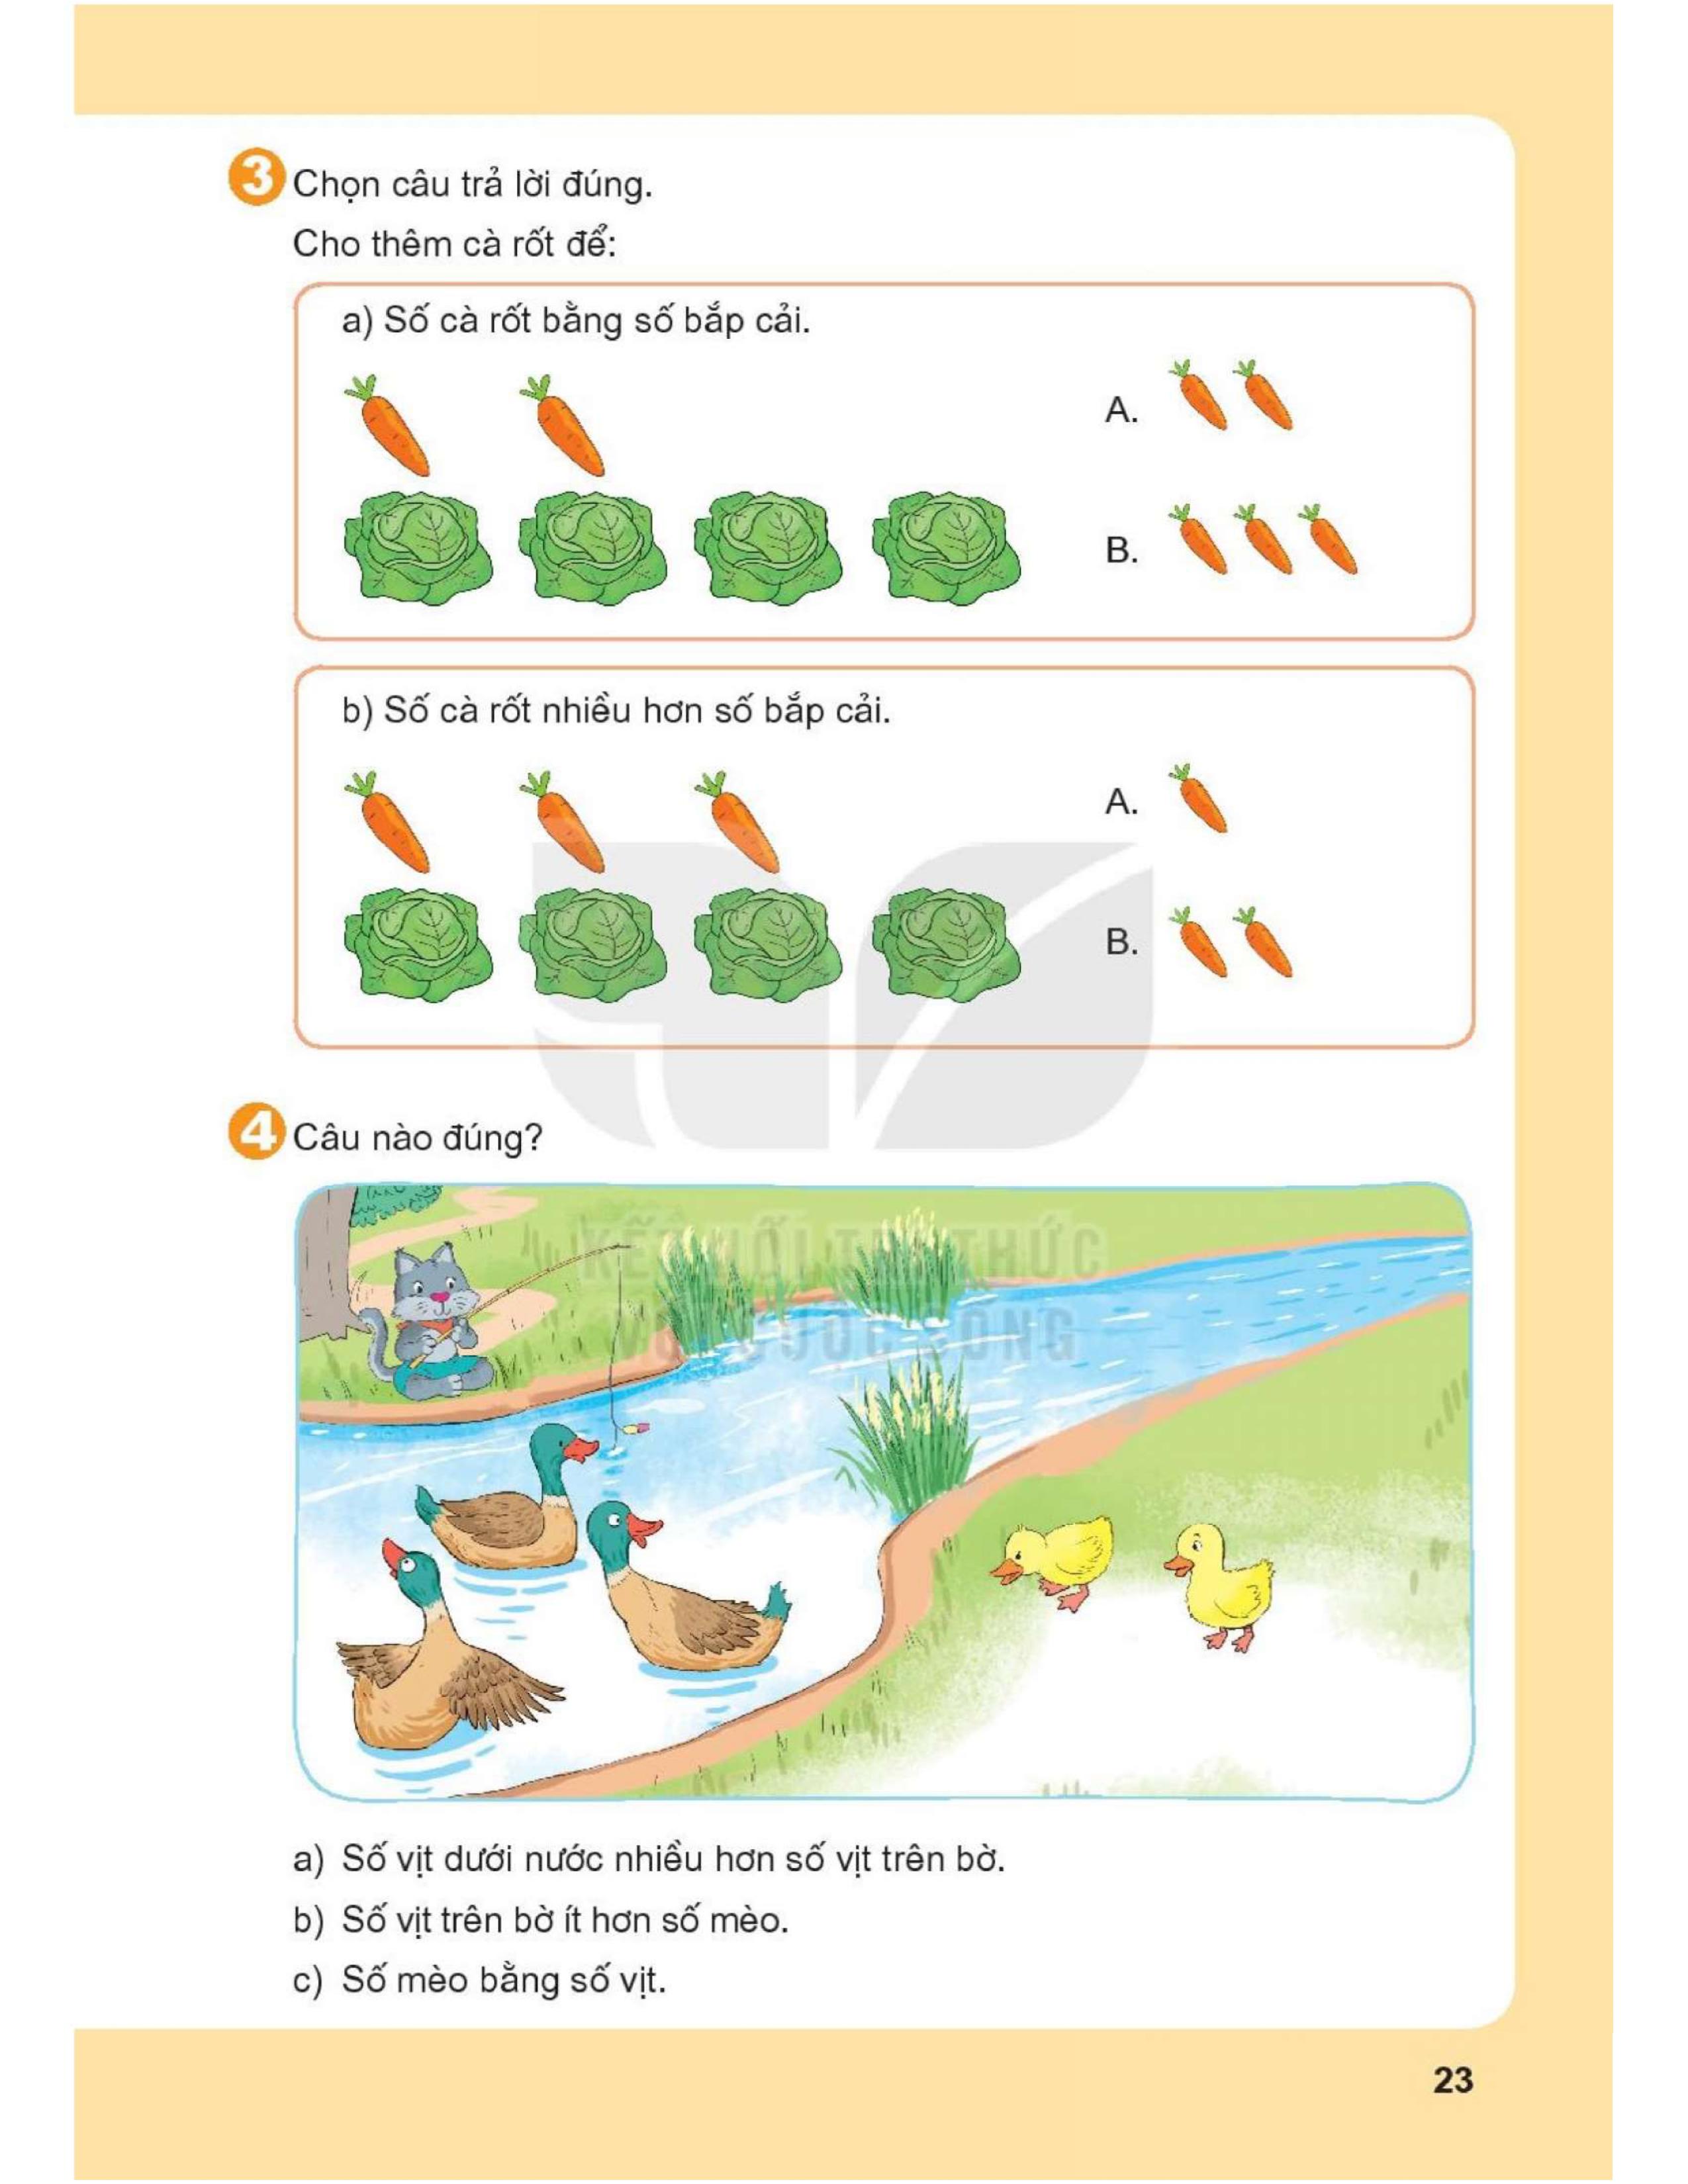 3 Chọn câu trả lời đúng.
Cho thêm cà rốt để:
a) Số cà rốt bằng số bắp cải.
A.
B.
b) Số cà rốt nhiều hơn số bắp cải.
A.
B.
4 Câu nào đúng?
KẾT NỐI TRI THỨC
VỚI CUỘC SỐNG
a) Số vịt dưới nước nhiều hơn số vịt trên bờ.
b) Số vịt trên bờ ít hơn số mèo.
c) Số mèo bằng số vịt.
23